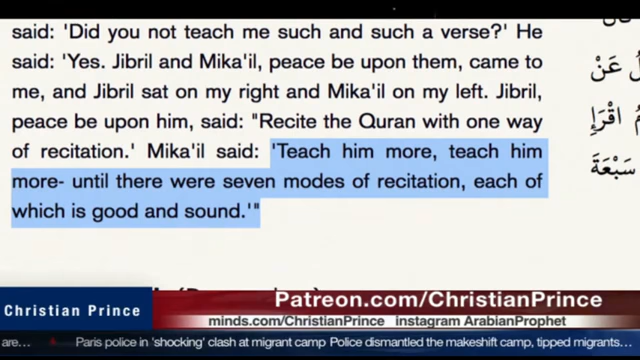 said: 'Did you not teach me such and such a verse?' He
said: 'Yes. Jibril and Mika'il, peace be upon them, came to
me, and Jibril sat on my right and Mika'il on my left. Jibril,
peace be upon him, said: "Recite the Quran with one way
of recitation.' Mika'il said: 'Teach him more, teach him
more- until there were seven modes of recitation, each of
which is good and sound.'"
لُ عَنْ
مُ اقْرَإِ
سَبْعَةَ
Christian Prince
Patreon.com/ChristianPrince
minds.com/ChristianPrince instagram ArabianProphet
are... Paris police in 'shocking' clash at migrant camp Police dismantled the makeshift camp, tipped migrants...